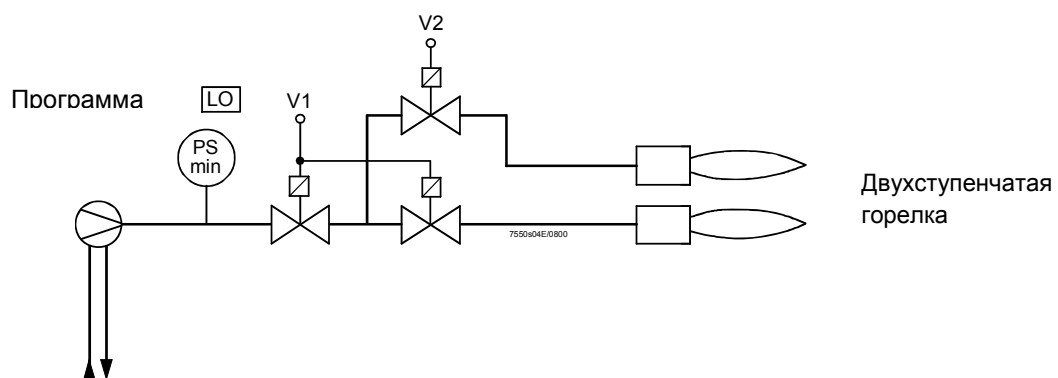 V2
Программа
LO
V1
PS
min
Двухступенчатая
горелка
7550s04E/0800